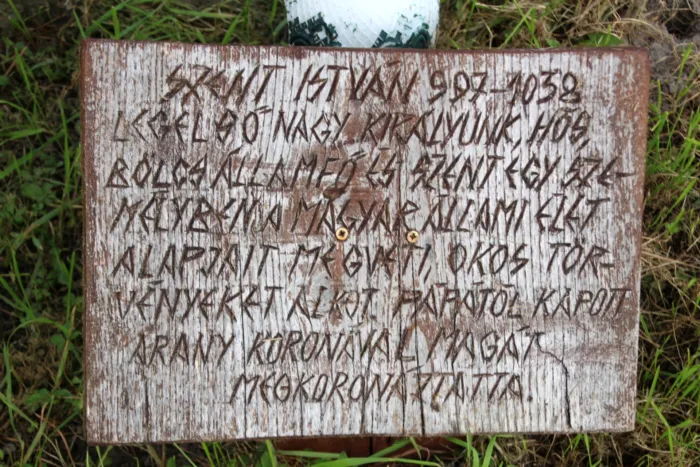 SZENT ISTVÁN 997-1038
LEGELSŐ NAGY KIRÁLYUNK, HŐS,
BÖLCS ÁLLAMFŐ ÉS SZENT EGY SZE-
MÉLYBEN. A MAGYAR ÁLLAMI ÉLET
ALAPJAIT MEGVETI, OKOS TÖR-
VÉNYEKET ALKOT. PÁPÁTÓL KAPOTT
ARANY KORONÁVAL MAGÁT
MEGKORONÁZTATTA.